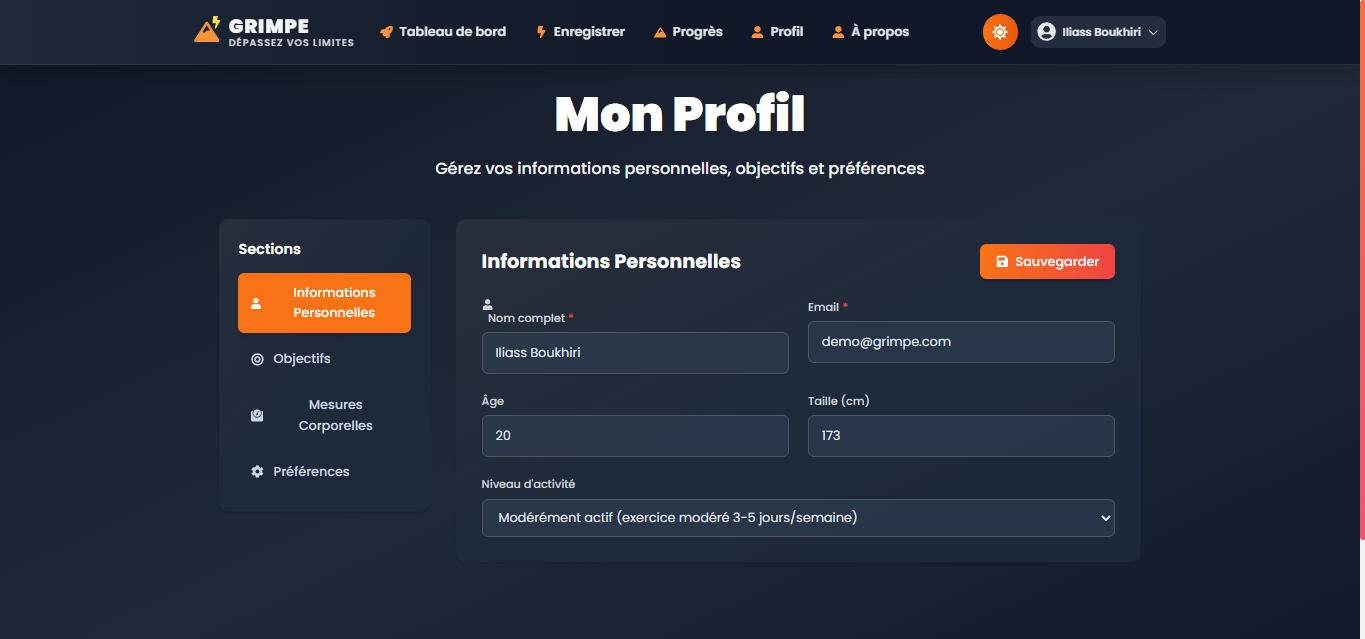 GRIMPE
DÉPASSEZ VOS LIMITES
Tableau de bord
Enregistrer
Progrès
Profil
À propos
Iliass Boukhiri
Mon Profil
Gérez vos informations personnelles, objectifs et préférences
Sections
Informations
Personnelles
Objectifs
Mesures
Corporelles
Préférences
Informations Personnelles
Sauvegarder
Nom complet *
Iliass Boukhiri
Email *
demo@grimpe.com
Âge
20
Taille (cm)
173
Niveau d'activité
Modérément actif (exercice modéré 3-5 jours/semaine)